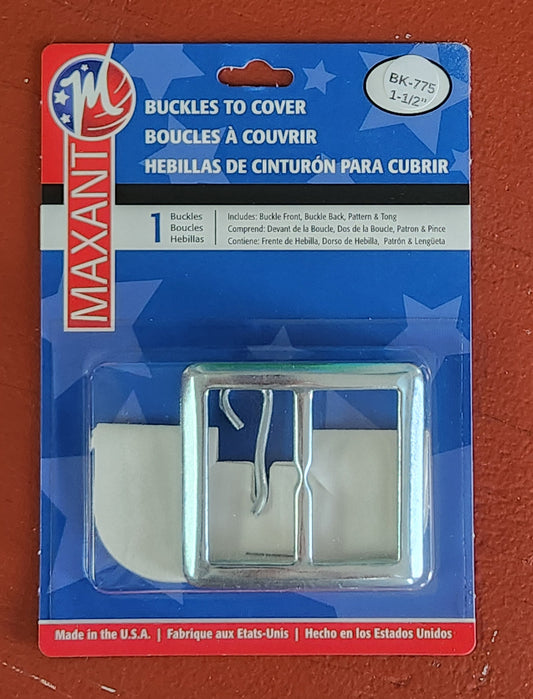 M
MAXANT
BK-775
1-1/2"
BUCKLES TO COVER
BOUCLES À COUVRIR
HEBILLAS DE CINTURÓN PARA CUBRIR
1
Buckles
Boucles
Hebillas
Includes: Buckle Front, Buckle Back, Pattern & Tong
Comprend: Devant de la Boucle, Dos de la Boucle, Patron & Pince
Contiene: Frente de Hebilla, Dorso de Hebilla, Patrón & Lengüeta
Made in the U.S.A. | Fabrique aux Etats-Unis | Hecho en los Estados Unidos